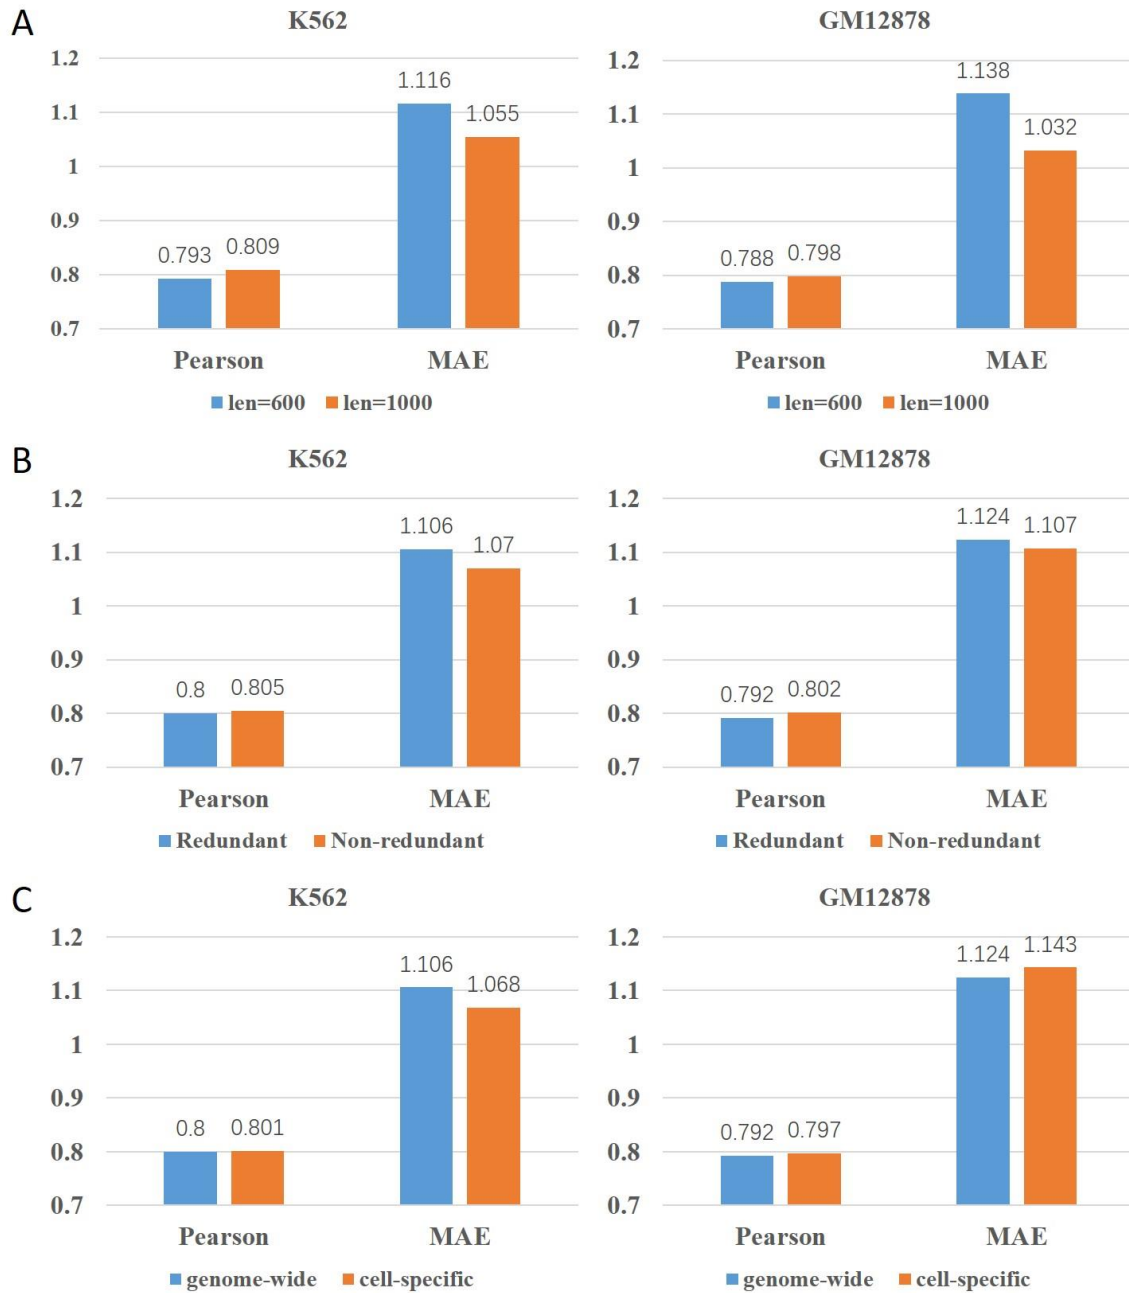 A
K562
1.2
1.1
1
0.9
0.8
0.7
0.793
0.809
1.116
1.055
Pearson
MAE
len=600
len=1000
GM12878
1.2
1.1
1
0.9
0.8
0.7
0.788
0.798
1.138
1.032
Pearson
MAE
len=600
len=1000
B
K562
1.2
1.1
1
0.9
0.8
0.7
0.8
0.805
1.106
1.07
Pearson
MAE
Redundant
Non-redundant
GM12878
1.2
1.1
1
0.9
0.8
0.7
0.792
0.802
1.124
1.107
Pearson
MAE
Redundant
Non-redundant
C
K562
1.2
1.1
1
0.9
0.8
0.7
0.8
0.801
1.106
1.068
Pearson
MAE
genome-wide
cell-specific
GM12878
1.2
1.1
1
0.9
0.8
0.7
0.792
0.797
1.124
1.143
Pearson
MAE
genome-wide
cell-specific